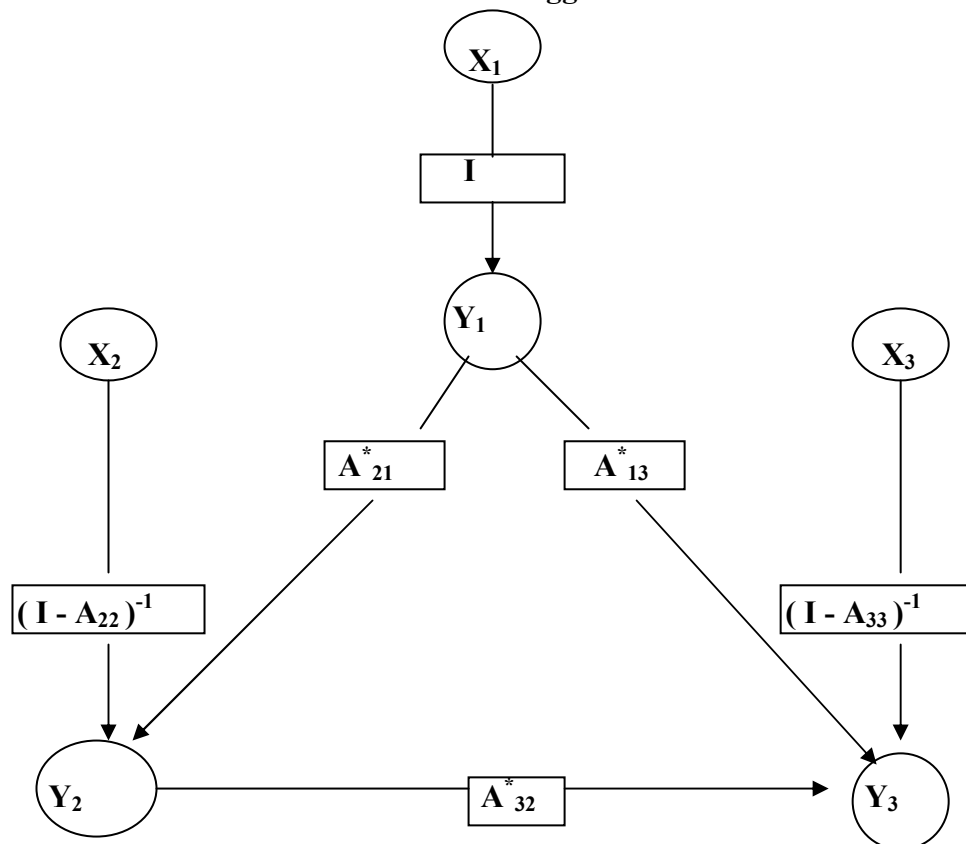 X₁
I
Y₁
X₂
X₃
A*₂₁
A*₁₃
( I - A₂₂ )⁻¹
( I - A₃₃ )⁻¹
Y₂
A*₃₂
Y₃